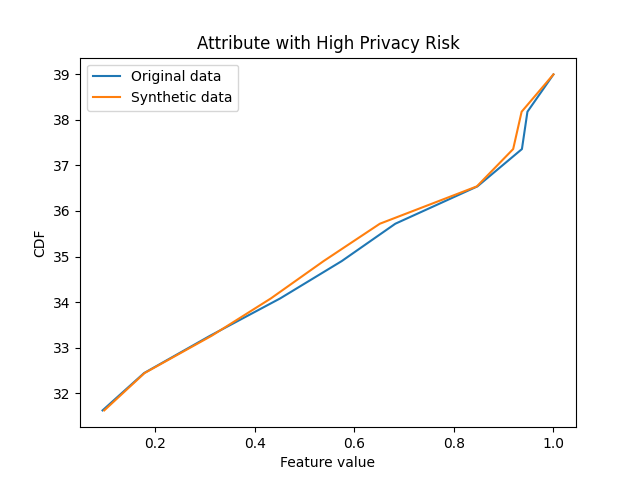 Attribute with High Privacy Risk
Original data
Synthetic data
39
38
37
36
35
34
33
32
CDF
0.2
0.4
0.6
0.8
1.0
Feature value